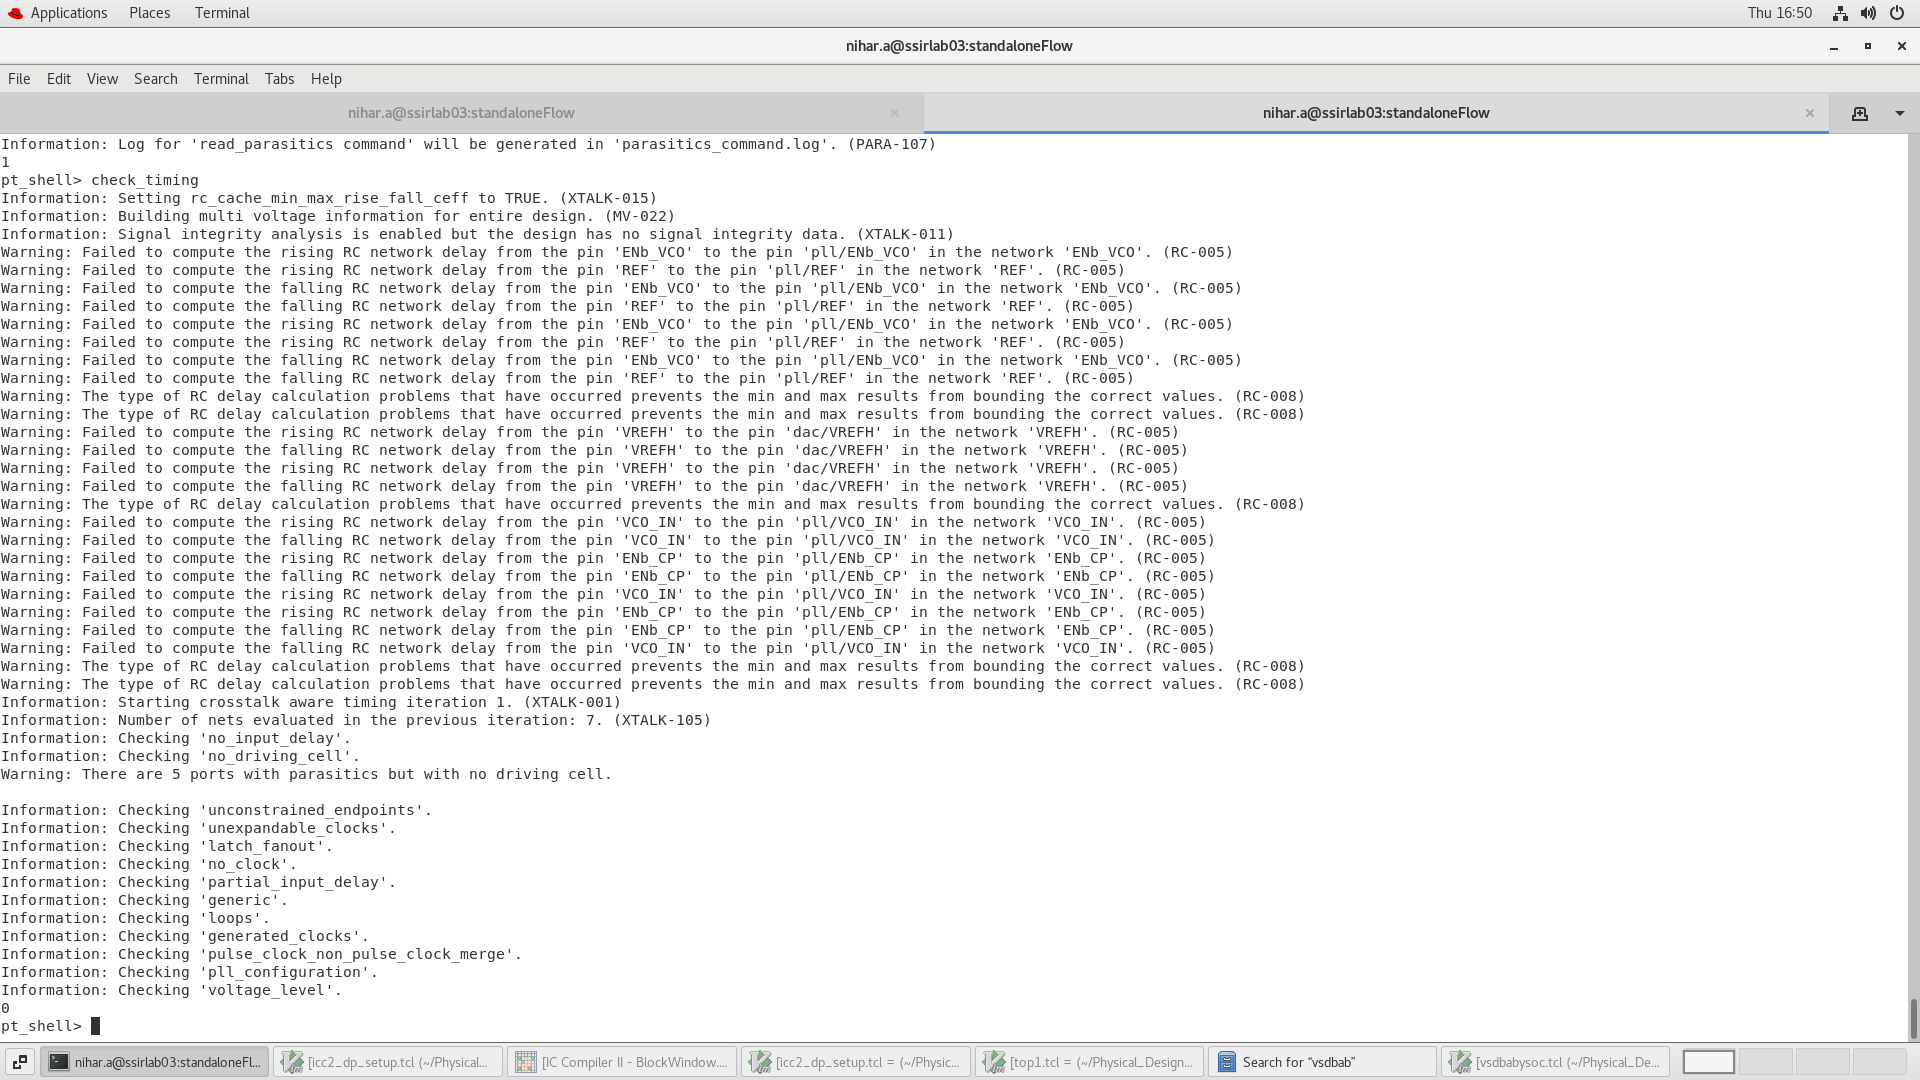 Applications Places Terminal Thu 16:50
nihar.a@ssirlab03:standaloneFlow
File Edit View Search Terminal Tabs Help
nihar.a@ssirlab03:standaloneFlow × nihar.a@ssirlab03:standaloneFlow ×
Information: Log for 'read_parasitics command' will be generated in 'parasitics_command.log'. (PARA-107)
1
pt_shell> check_timing
Information: Setting rc_cache_min_max_rise_fall_ceff to TRUE. (XTALK-015)
Information: Building multi voltage information for entire design. (MV-022)
Information: Signal integrity analysis is enabled but the design has no signal integrity data. (XTALK-011)
Warning: Failed to compute the rising RC network delay from the pin 'ENb_VCO' to the pin 'pll/ENb_VCO' in the network 'ENb_VCO'. (RC-005)
Warning: Failed to compute the rising RC network delay from the pin 'REF' to the pin 'pll/REF' in the network 'REF'. (RC-005)
Warning: Failed to compute the falling RC network delay from the pin 'ENb_VCO' to the pin 'pll/ENb_VCO' in the network 'ENb_VCO'. (RC-005)
Warning: Failed to compute the falling RC network delay from the pin 'REF' to the pin 'pll/REF' in the network 'REF'. (RC-005)
Warning: Failed to compute the rising RC network delay from the pin 'ENb_VCO' to the pin 'pll/ENb_VCO' in the network 'ENb_VCO'. (RC-005)
Warning: Failed to compute the rising RC network delay from the pin 'REF' to the pin 'pll/REF' in the network 'REF'. (RC-005)
Warning: Failed to compute the falling RC network delay from the pin 'ENb_VCO' to the pin 'pll/ENb_VCO' in the network 'ENb_VCO'. (RC-005)
Warning: Failed to compute the falling RC network delay from the pin 'REF' to the pin 'pll/REF' in the network 'REF'. (RC-005)
Warning: The type of RC delay calculation problems that have occurred prevents the min and max results from bounding the correct values. (RC-008)
Warning: The type of RC delay calculation problems that have occurred prevents the min and max results from bounding the correct values. (RC-008)
Warning: Failed to compute the rising RC network delay from the pin 'VREFH' to the pin 'dac/VREFH' in the network 'VREFH'. (RC-005)
Warning: Failed to compute the falling RC network delay from the pin 'VREFH' to the pin 'dac/VREFH' in the network 'VREFH'. (RC-005)
Warning: Failed to compute the rising RC network delay from the pin 'VREFH' to the pin 'dac/VREFH' in the network 'VREFH'. (RC-005)
Warning: Failed to compute the falling RC network delay from the pin 'VREFH' to the pin 'dac/VREFH' in the network 'VREFH'. (RC-005)
Warning: The type of RC delay calculation problems that have occurred prevents the min and max results from bounding the correct values. (RC-008)
Warning: Failed to compute the rising RC network delay from the pin 'VCO_IN' to the pin 'pll/VCO_IN' in the network 'VCO_IN'. (RC-005)
Warning: Failed to compute the falling RC network delay from the pin 'VCO_IN' to the pin 'pll/VCO_IN' in the network 'VCO_IN'. (RC-005)
Warning: Failed to compute the rising RC network delay from the pin 'ENb_CP' to the pin 'pll/ENb_CP' in the network 'ENb_CP'. (RC-005)
Warning: Failed to compute the falling RC network delay from the pin 'ENb_CP' to the pin 'pll/ENb_CP' in the network 'ENb_CP'. (RC-005)
Warning: Failed to compute the rising RC network delay from the pin 'VCO_IN' to the pin 'pll/VCO_IN' in the network 'VCO_IN'. (RC-005)
Warning: Failed to compute the rising RC network delay from the pin 'ENb_CP' to the pin 'pll/ENb_CP' in the network 'ENb_CP'. (RC-005)
Warning: Failed to compute the falling RC network delay from the pin 'ENb_CP' to the pin 'pll/ENb_CP' in the network 'ENb_CP'. (RC-005)
Warning: Failed to compute the falling RC network delay from the pin 'VCO_IN' to the pin 'pll/VCO_IN' in the network 'VCO_IN'. (RC-005)
Warning: The type of RC delay calculation problems that have occurred prevents the min and max results from bounding the correct values. (RC-008)
Warning: The type of RC delay calculation problems that have occurred prevents the min and max results from bounding the correct values. (RC-008)
Information: Starting crosstalk aware timing iteration 1. (XTALK-001)
Information: Number of nets evaluated in the previous iteration: 7. (XTALK-105)
Information: Checking 'no_input_delay'.
Information: Checking 'no_driving_cell'.
Warning: There are 5 ports with parasitics but with no driving cell.
Information: Checking 'unconstrained_endpoints'.
Information: Checking 'unexpandable_clocks'.
Information: Checking 'latch_fanout'.
Information: Checking 'no_clock'.
Information: Checking 'partial_input_delay'.
Information: Checking 'generic'.
Information: Checking 'loops'.
Information: Checking 'generated_clocks'.
Information: Checking 'pulse_clock_non_pulse_clock_merge'.
Information: Checking 'pll_configuration'.
Information: Checking 'voltage_level'.
0
pt_shell>
nihar.a@ssirlab03:standaloneFl... [icc2_dp_setup.tcl (~/Physical... [IC Compiler II - BlockWindow.... [icc2_dp_setup.tcl = (~/Physic... [top1.tcl = (~/Physical_Design... Search for “vsdbab” [vsdbabysoc.tcl (~/Physical_De...